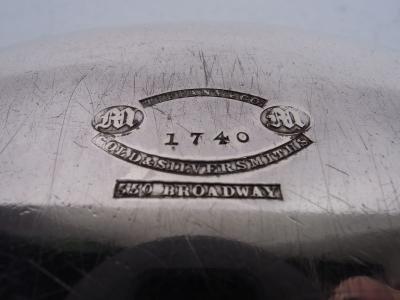 TIFFANY & CO.
M 1740 M
GOLD & SILVERSMITHS
550 BROADWAY